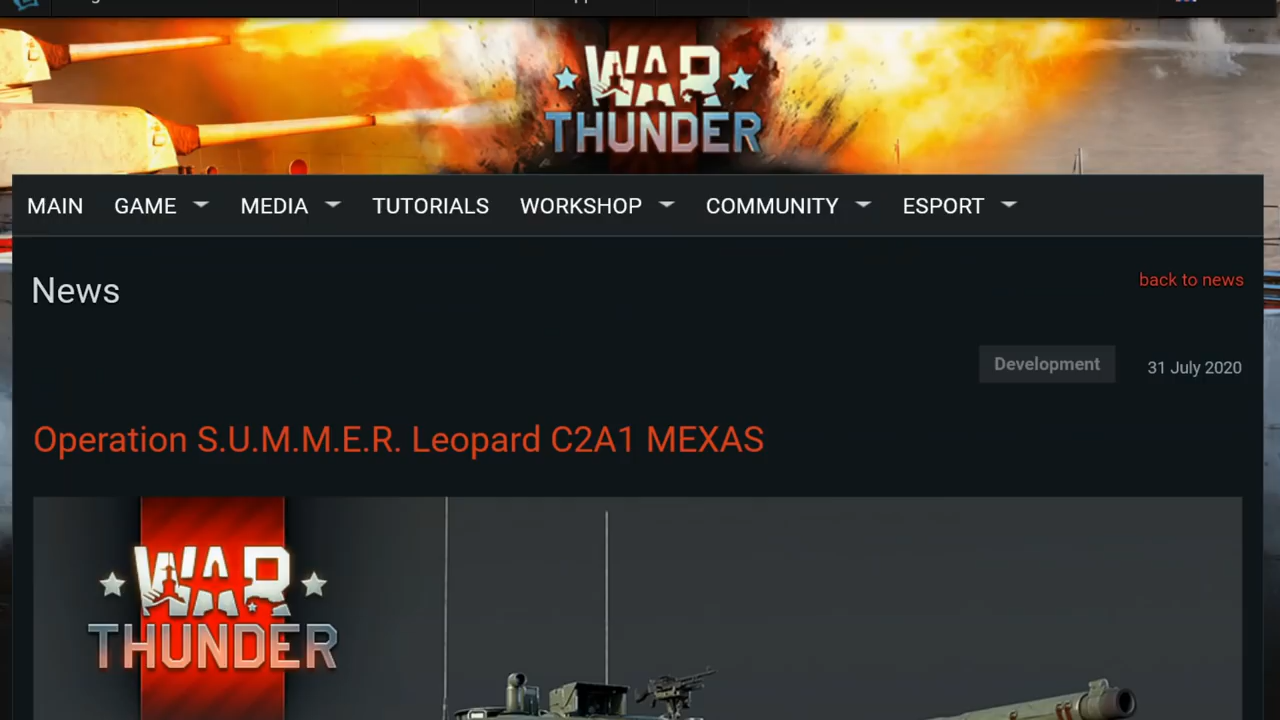 WAR
THUNDER
MAIN GAME MEDIA TUTORIALS WORKSHOP COMMUNITY ESPORT
News
back to news
Development
31 July 2020
Operation S.U.M.M.E.R. Leopard C2A1 MEXAS
WAR
THUNDER